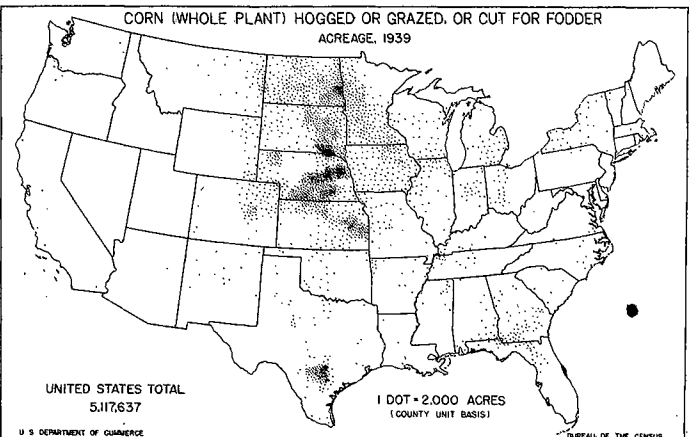 CORN (WHOLE PLANT) HOGGED OR GRAZED, OR CUT FOR FODDER
ACREAGE, 1939
UNITED STATES TOTAL
5,117,637
1 DOT = 2,000 ACRES
(COUNTY UNIT BASIS)
U S DEPARTMENT OF COMMERCE
BUREAU OF THE CENSUS